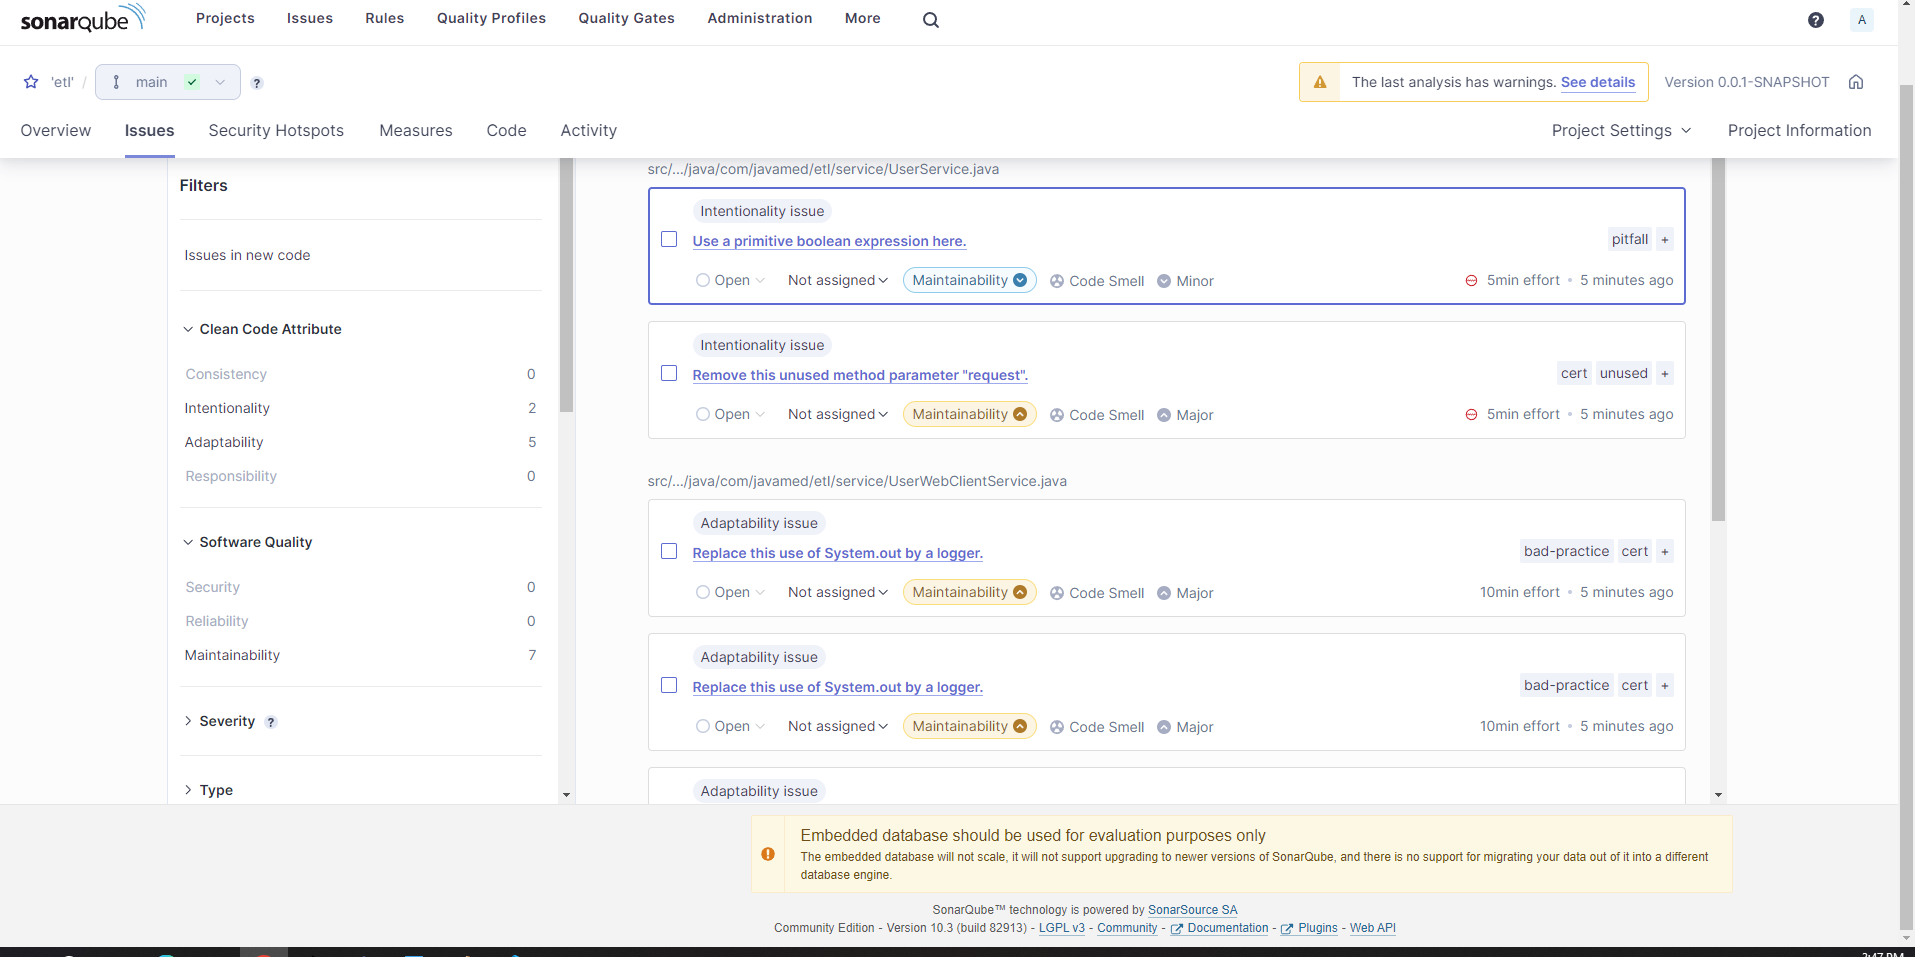 sonarqube Projects Issues Rules Quality Profiles Quality Gates Administration More ? A
'etl' / main ? The last analysis has warnings. See details Version 0.0.1-SNAPSHOT
Overview Issues Security Hotspots Measures Code Activity Project Settings Project Information
Filters
Issues in new code
Clean Code Attribute
Consistency 0
Intentionality 2
Adaptability 5
Responsibility 0
Software Quality
Security 0
Reliability 0
Maintainability 7
Severity ?
Type
src/.../java/com/javamed/etl/service/UserService.java
Intentionality issue
Use a primitive boolean expression here. pitfall +
Open Not assigned Maintainability Code Smell Minor 5min effort • 5 minutes ago
Intentionality issue
Remove this unused method parameter "request". cert unused +
Open Not assigned Maintainability Code Smell Major 5min effort • 5 minutes ago
src/.../java/com/javamed/etl/service/UserWebClientService.java
Adaptability issue
Replace this use of System.out by a logger. bad-practice cert +
Open Not assigned Maintainability Code Smell Major 10min effort • 5 minutes ago
Adaptability issue
Replace this use of System.out by a logger. bad-practice cert +
Open Not assigned Maintainability Code Smell Major 10min effort • 5 minutes ago
Adaptability issue
Embedded database should be used for evaluation purposes only
The embedded database will not scale, it will not support upgrading to newer versions of SonarQube, and there is no support for migrating your data out of it into a different
database engine.
SonarQube™ technology is powered by SonarSource SA
Community Edition - Version 10.3 (build 82913) - LGPL v3 - Community - Documentation - Plugins - Web API